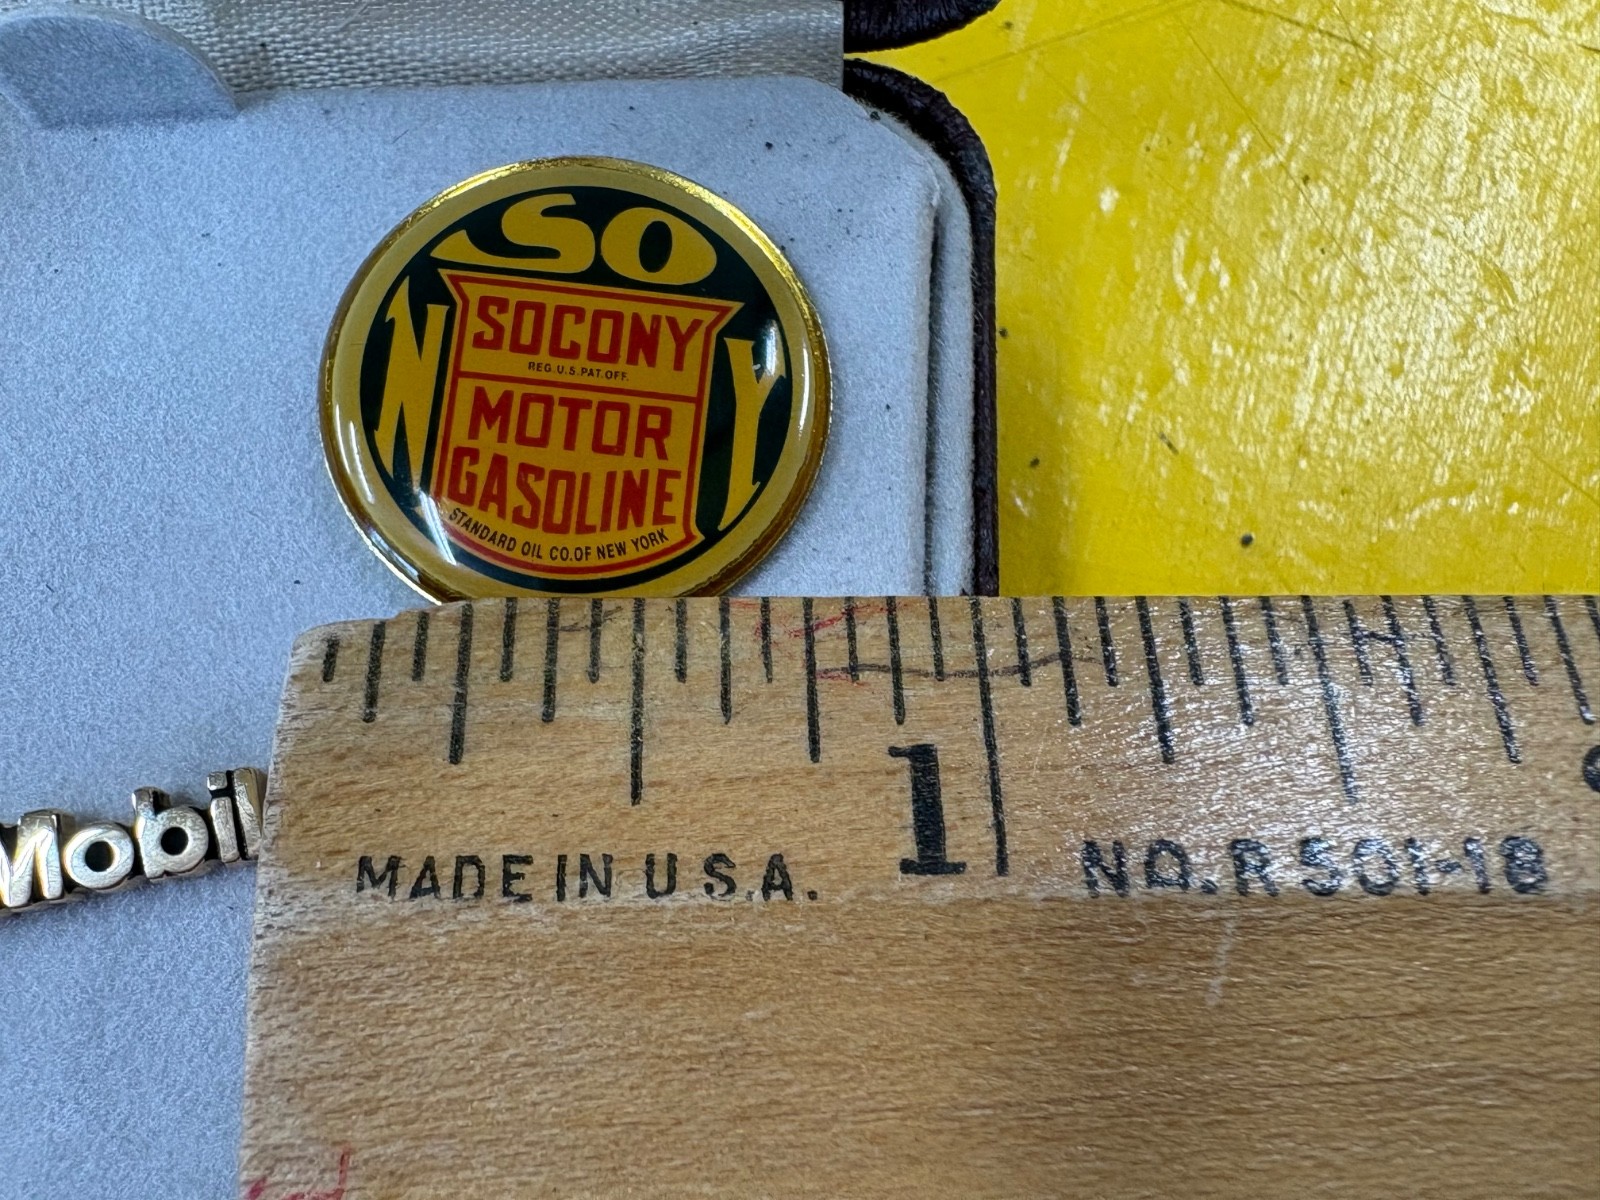 SO
N Y
SOCONY
REG. U.S. PAT. OFF.
MOTOR
GASOLINE
STANDARD OIL CO. OF NEW YORK
Mobil
1
MADE IN U.S.A.
NO. R 501-18